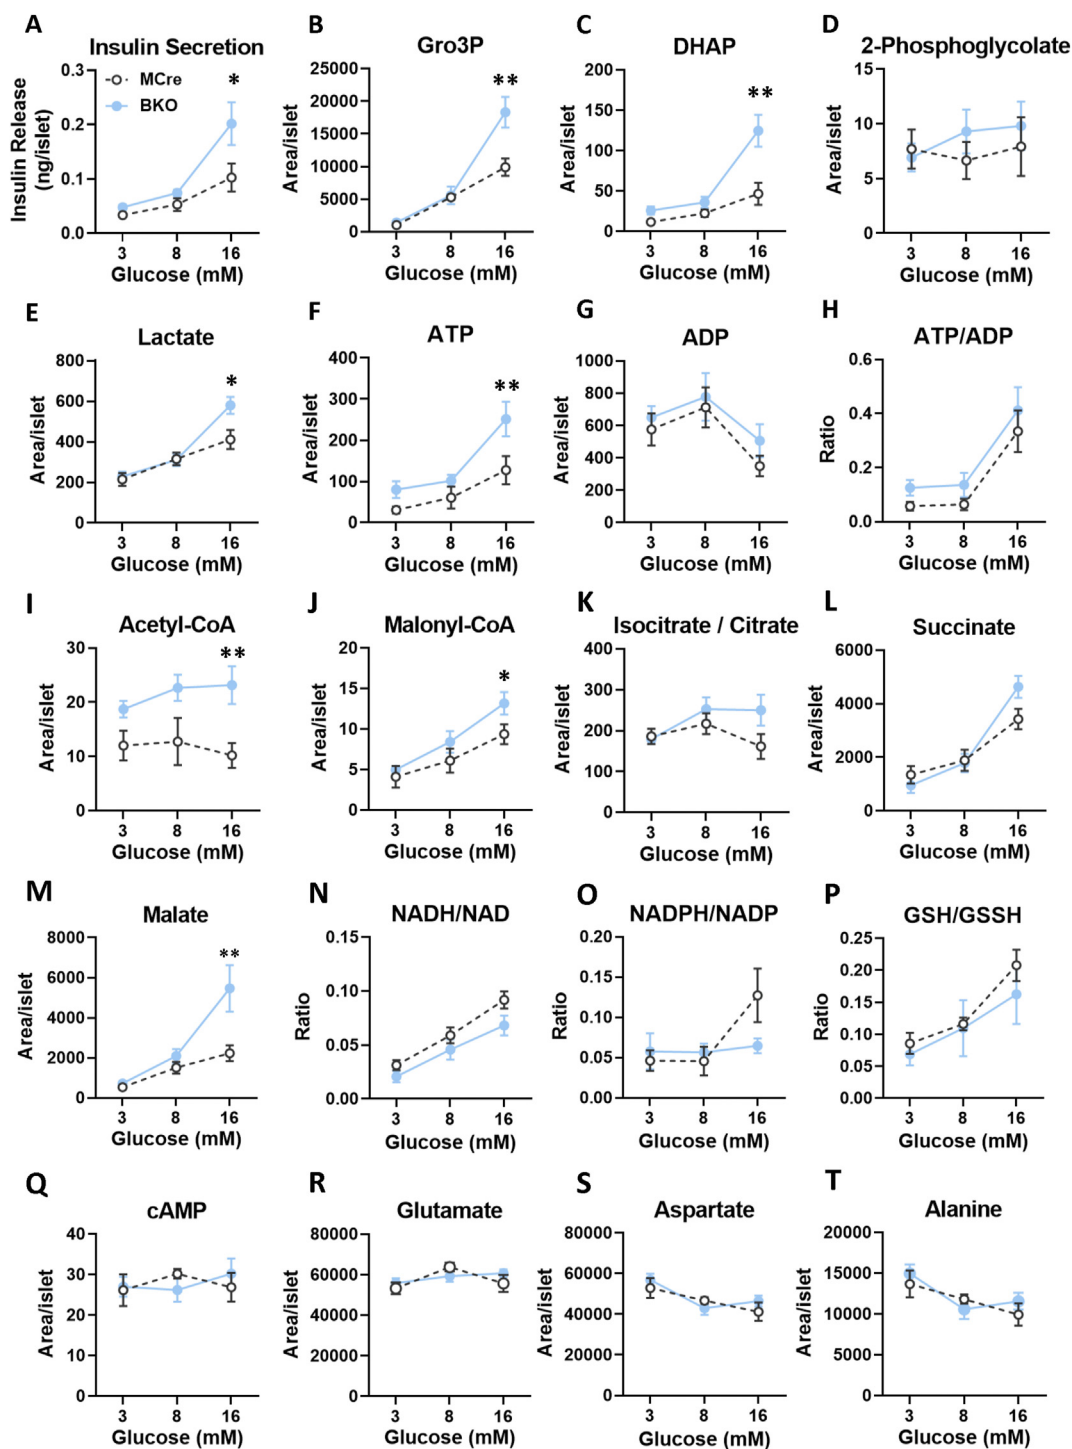 A
Insulin Secretion
Insulin Release
(ng/islet)
0.3
0.2
0.1
0.0
MCre
BKO
*
3 8 16
Glucose (mM)
B
Gro3P
Area/islet
25000
20000
15000
10000
5000
0
**
3 8 16
Glucose (mM)
C
DHAP
Area/islet
200
150
100
50
0
**
3 8 16
Glucose (mM)
D
2-Phosphoglycolate
Area/islet
15
10
5
0
3 8 16
Glucose (mM)
E
Lactate
Area/islet
800
600
400
200
0
*
3 8 16
Glucose (mM)
F
ATP
Area/islet
400
300
200
100
0
**
3 8 16
Glucose (mM)
G
ADP
Area/islet
1000
800
600
400
200
0
3 8 16
Glucose (mM)
H
ATP/ADP
Ratio
0.6
0.4
0.2
0.0
3 8 16
Glucose (mM)
I
Acetyl-CoA
Area/islet
30
20
10
0
**
3 8 16
Glucose (mM)
J
Malonyl-CoA
Area/islet
20
15
10
5
0
*
3 8 16
Glucose (mM)
K
Isocitrate / Citrate
Area/islet
400
300
200
100
0
3 8 16
Glucose (mM)
L
Succinate
Area/islet
6000
4000
2000
0
3 8 16
Glucose (mM)
M
Malate
Area/islet
8000
6000
4000
2000
0
**
3 8 16
Glucose (mM)
N
NADH/NAD
Ratio
0.15
0.10
0.05
0.00
3 8 16
Glucose (mM)
O
NADPH/NADP
Ratio
0.20
0.15
0.10
0.05
0.00
3 8 16
Glucose (mM)
P
GSH/GSSH
Ratio
0.25
0.20
0.15
0.10
0.05
0.00
3 8 16
Glucose (mM)
Q
cAMP
Area/islet
40
30
20
10
0
3 8 16
Glucose (mM)
R
Glutamate
Area/islet
80000
60000
40000
20000
0
3 8 16
Glucose (mM)
S
Aspartate
Area/islet
80000
60000
40000
20000
0
3 8 16
Glucose (mM)
T
Alanine
Area/islet
20000
15000
10000
5000
0
3 8 16
Glucose (mM)